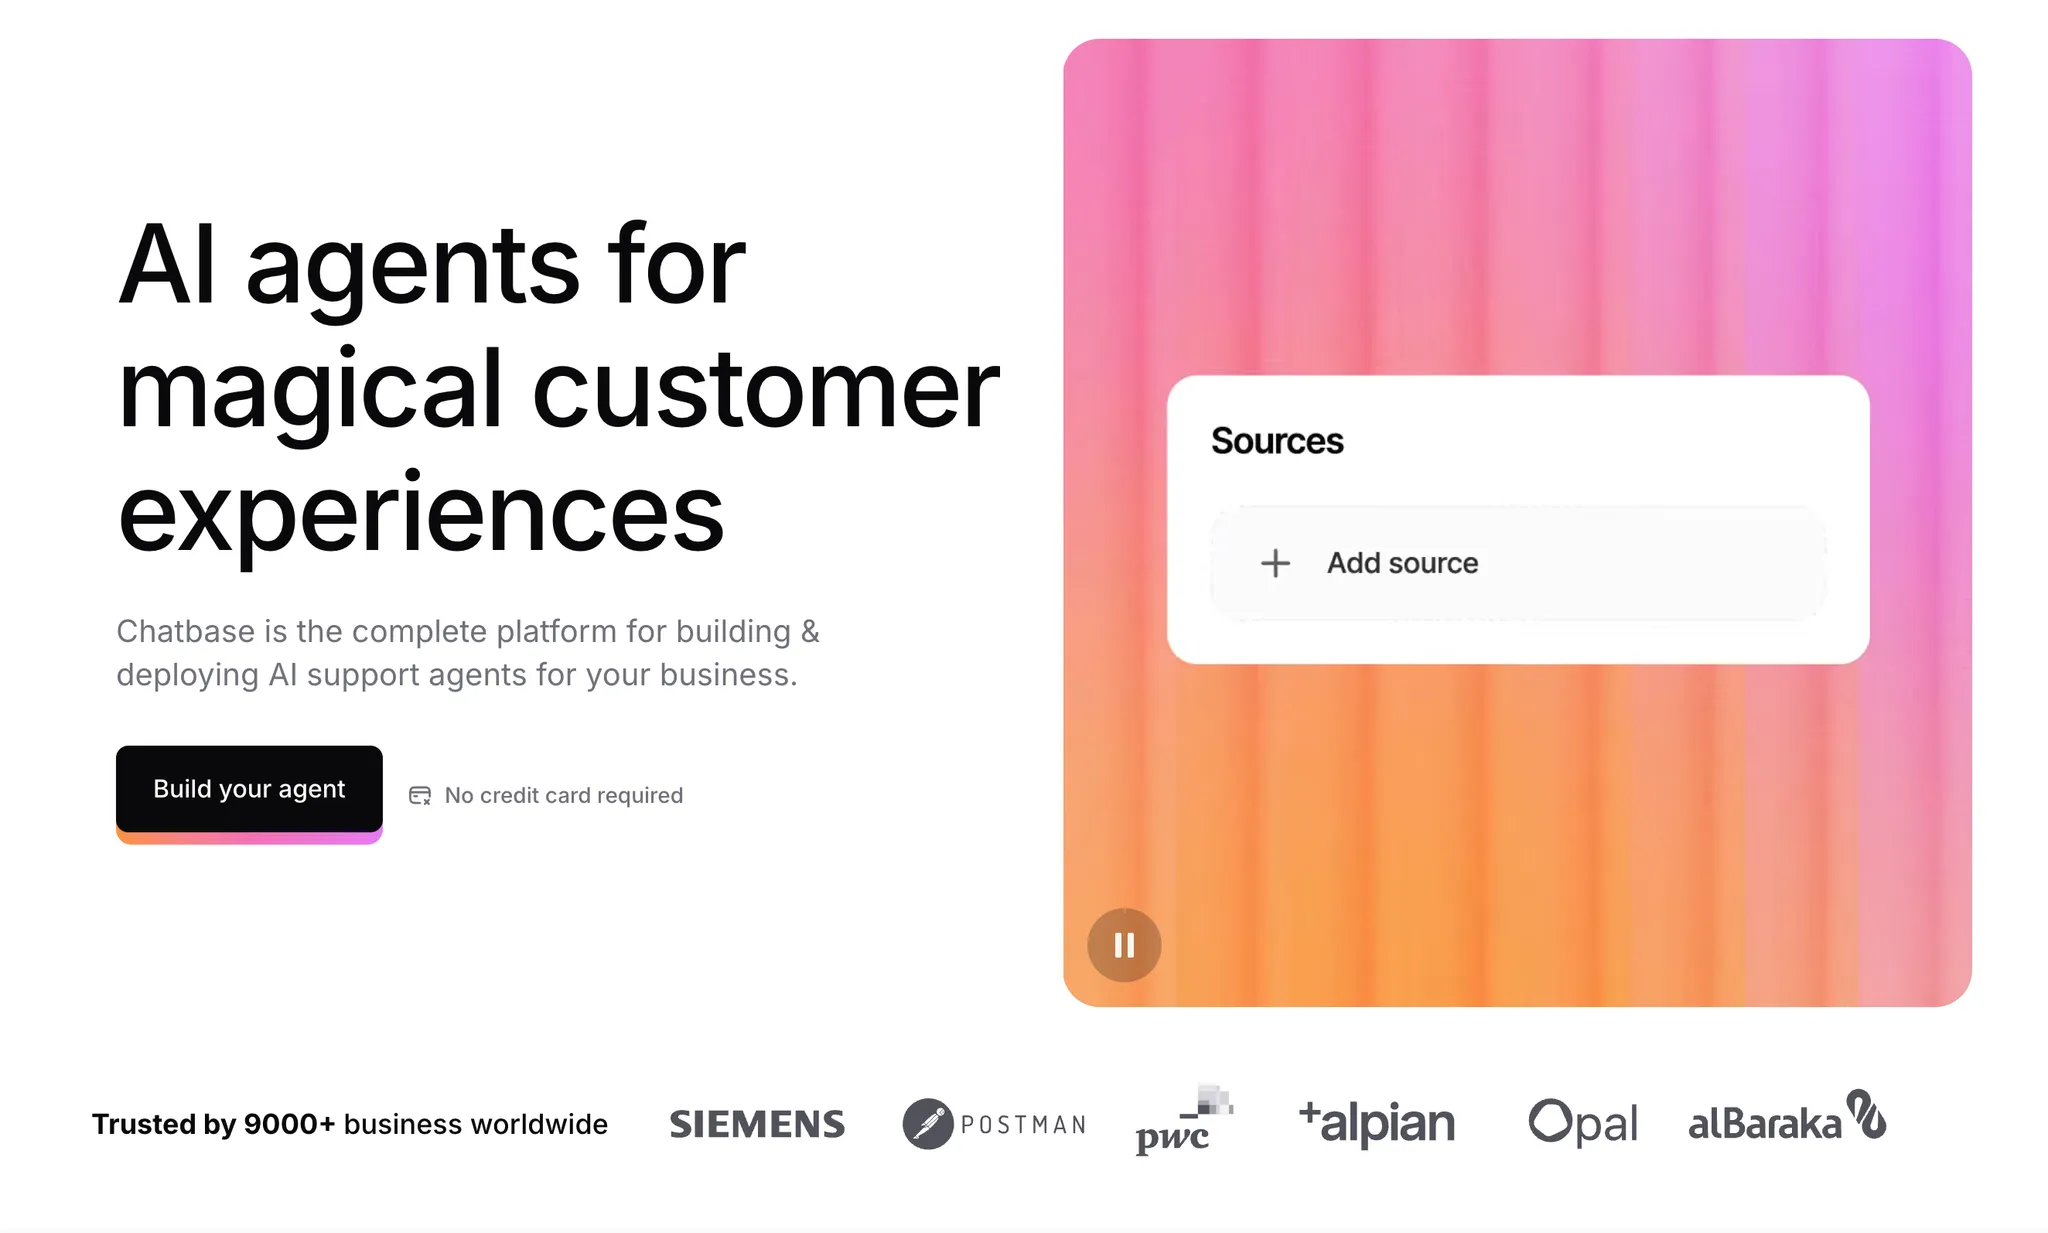 AI agents for
magical customer
experiences
Chatbase is the complete platform for building &
deploying AI support agents for your business.
Build your agent
No credit card required
Sources
+ Add source
Trusted by 9000+ business worldwide
SIEMENS
POSTMAN
pwc
+alpian
Opal
alBaraka